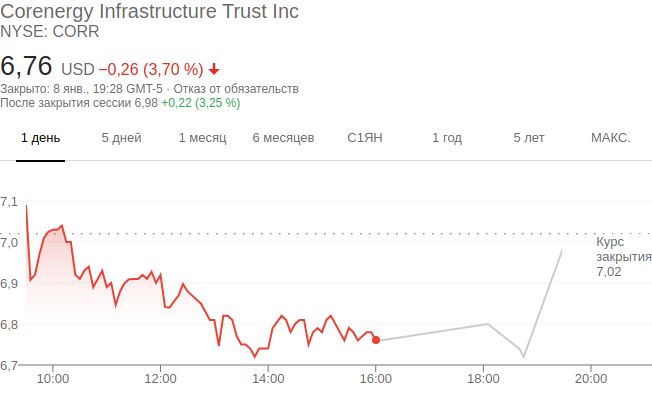 Corenergy Infrastructure Trust Inc
NYSE: CORR
6,76 USD −0,26 (3,70 %)
Закрыто: 8 янв., 19:28 GMT-5 · Отказ от обязательств
После закрытия сессии 6,98 +0,22 (3,25 %)
1 день 5 дней 1 месяц 6 месяцев С1ЯН 1 год 5 лет МАКС.
7,1
7,0
6,9
6,8
6,7
Курс
закрытия
7,02
10:00 12:00 14:00 16:00 18:00 20:00